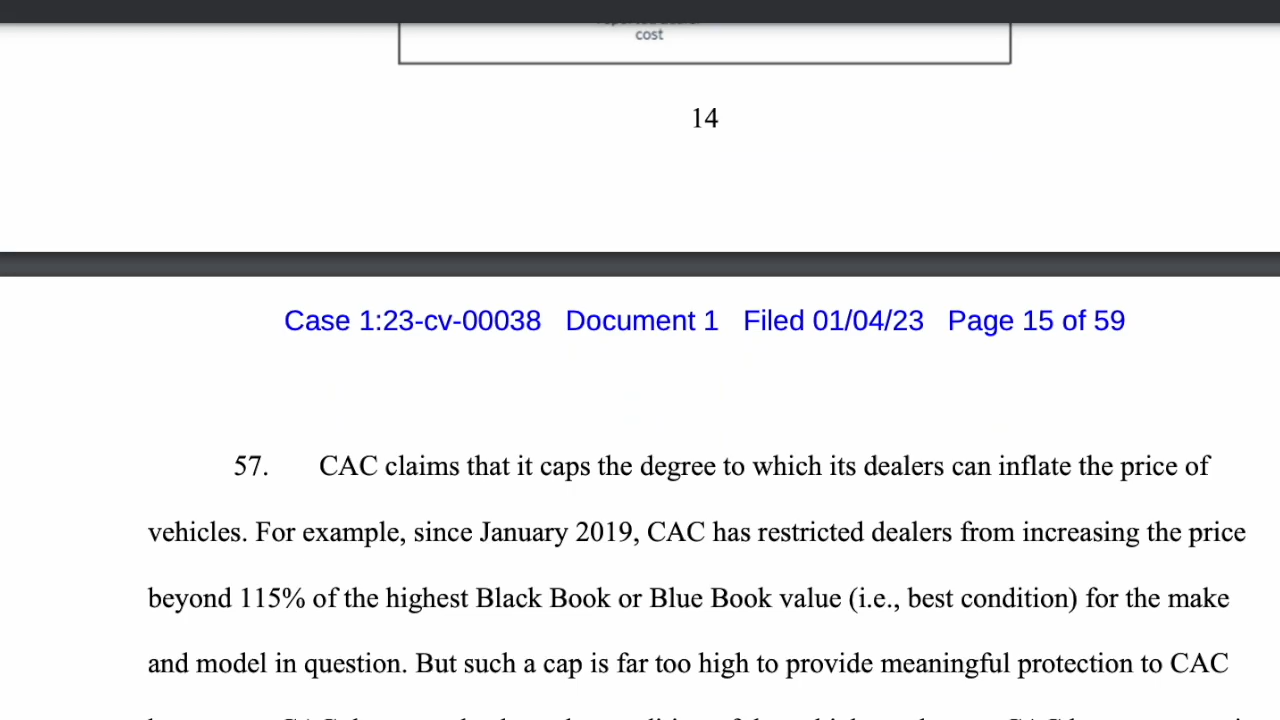 cost
14
Case 1:23-cv-00038 Document 1 Filed 01/04/23 Page 15 of 59
57. CAC claims that it caps the degree to which its dealers can inflate the price of
vehicles. For example, since January 2019, CAC has restricted dealers from increasing the price
beyond 115% of the highest Black Book or Blue Book value (i.e., best condition) for the make
and model in question. But such a cap is far too high to provide meaningful protection to CAC